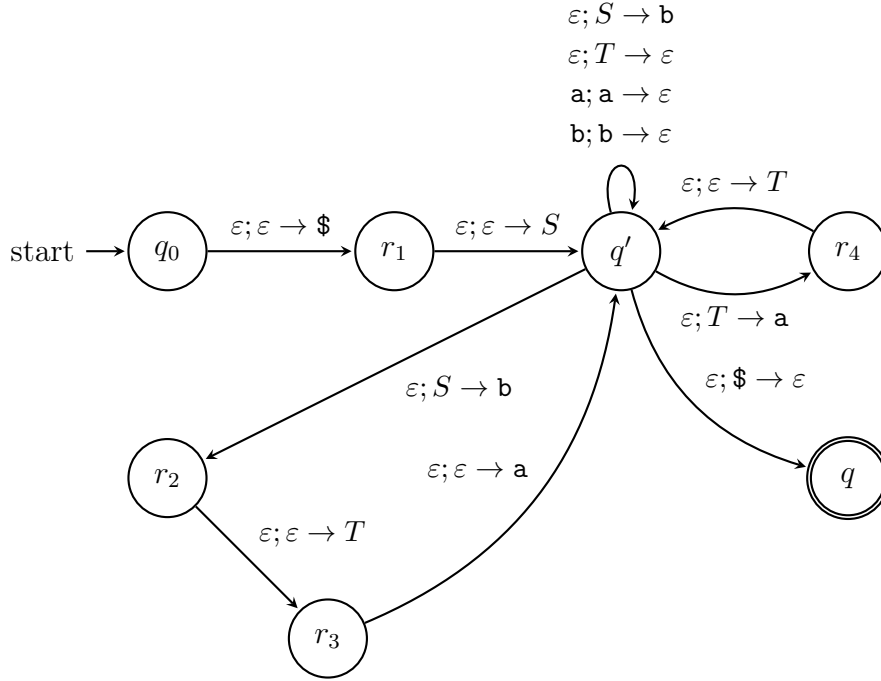 ε; S → b
ε; T → ε
a; a → ε
b; b → ε
ε; ε → T
ε; ε → $
ε; ε → S
start
q₀
r₁
q′
r₄
ε; T → a
ε; $ → ε
ε; S → b
ε; ε → a
r₂
q
ε; ε → T
r₃